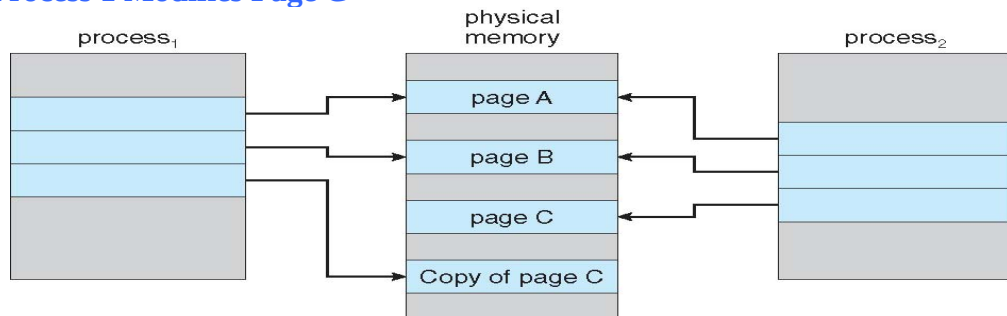 Process 1 Modifies Page C
physical
memory
process₁
process₂
page A
page B
page C
Copy of page C